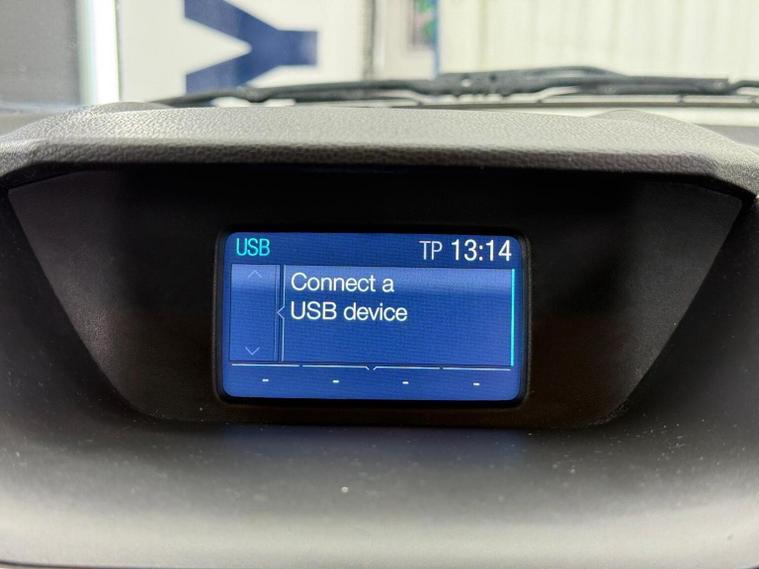 Y
USB TP 13:14
Connect a
USB device
- - - -